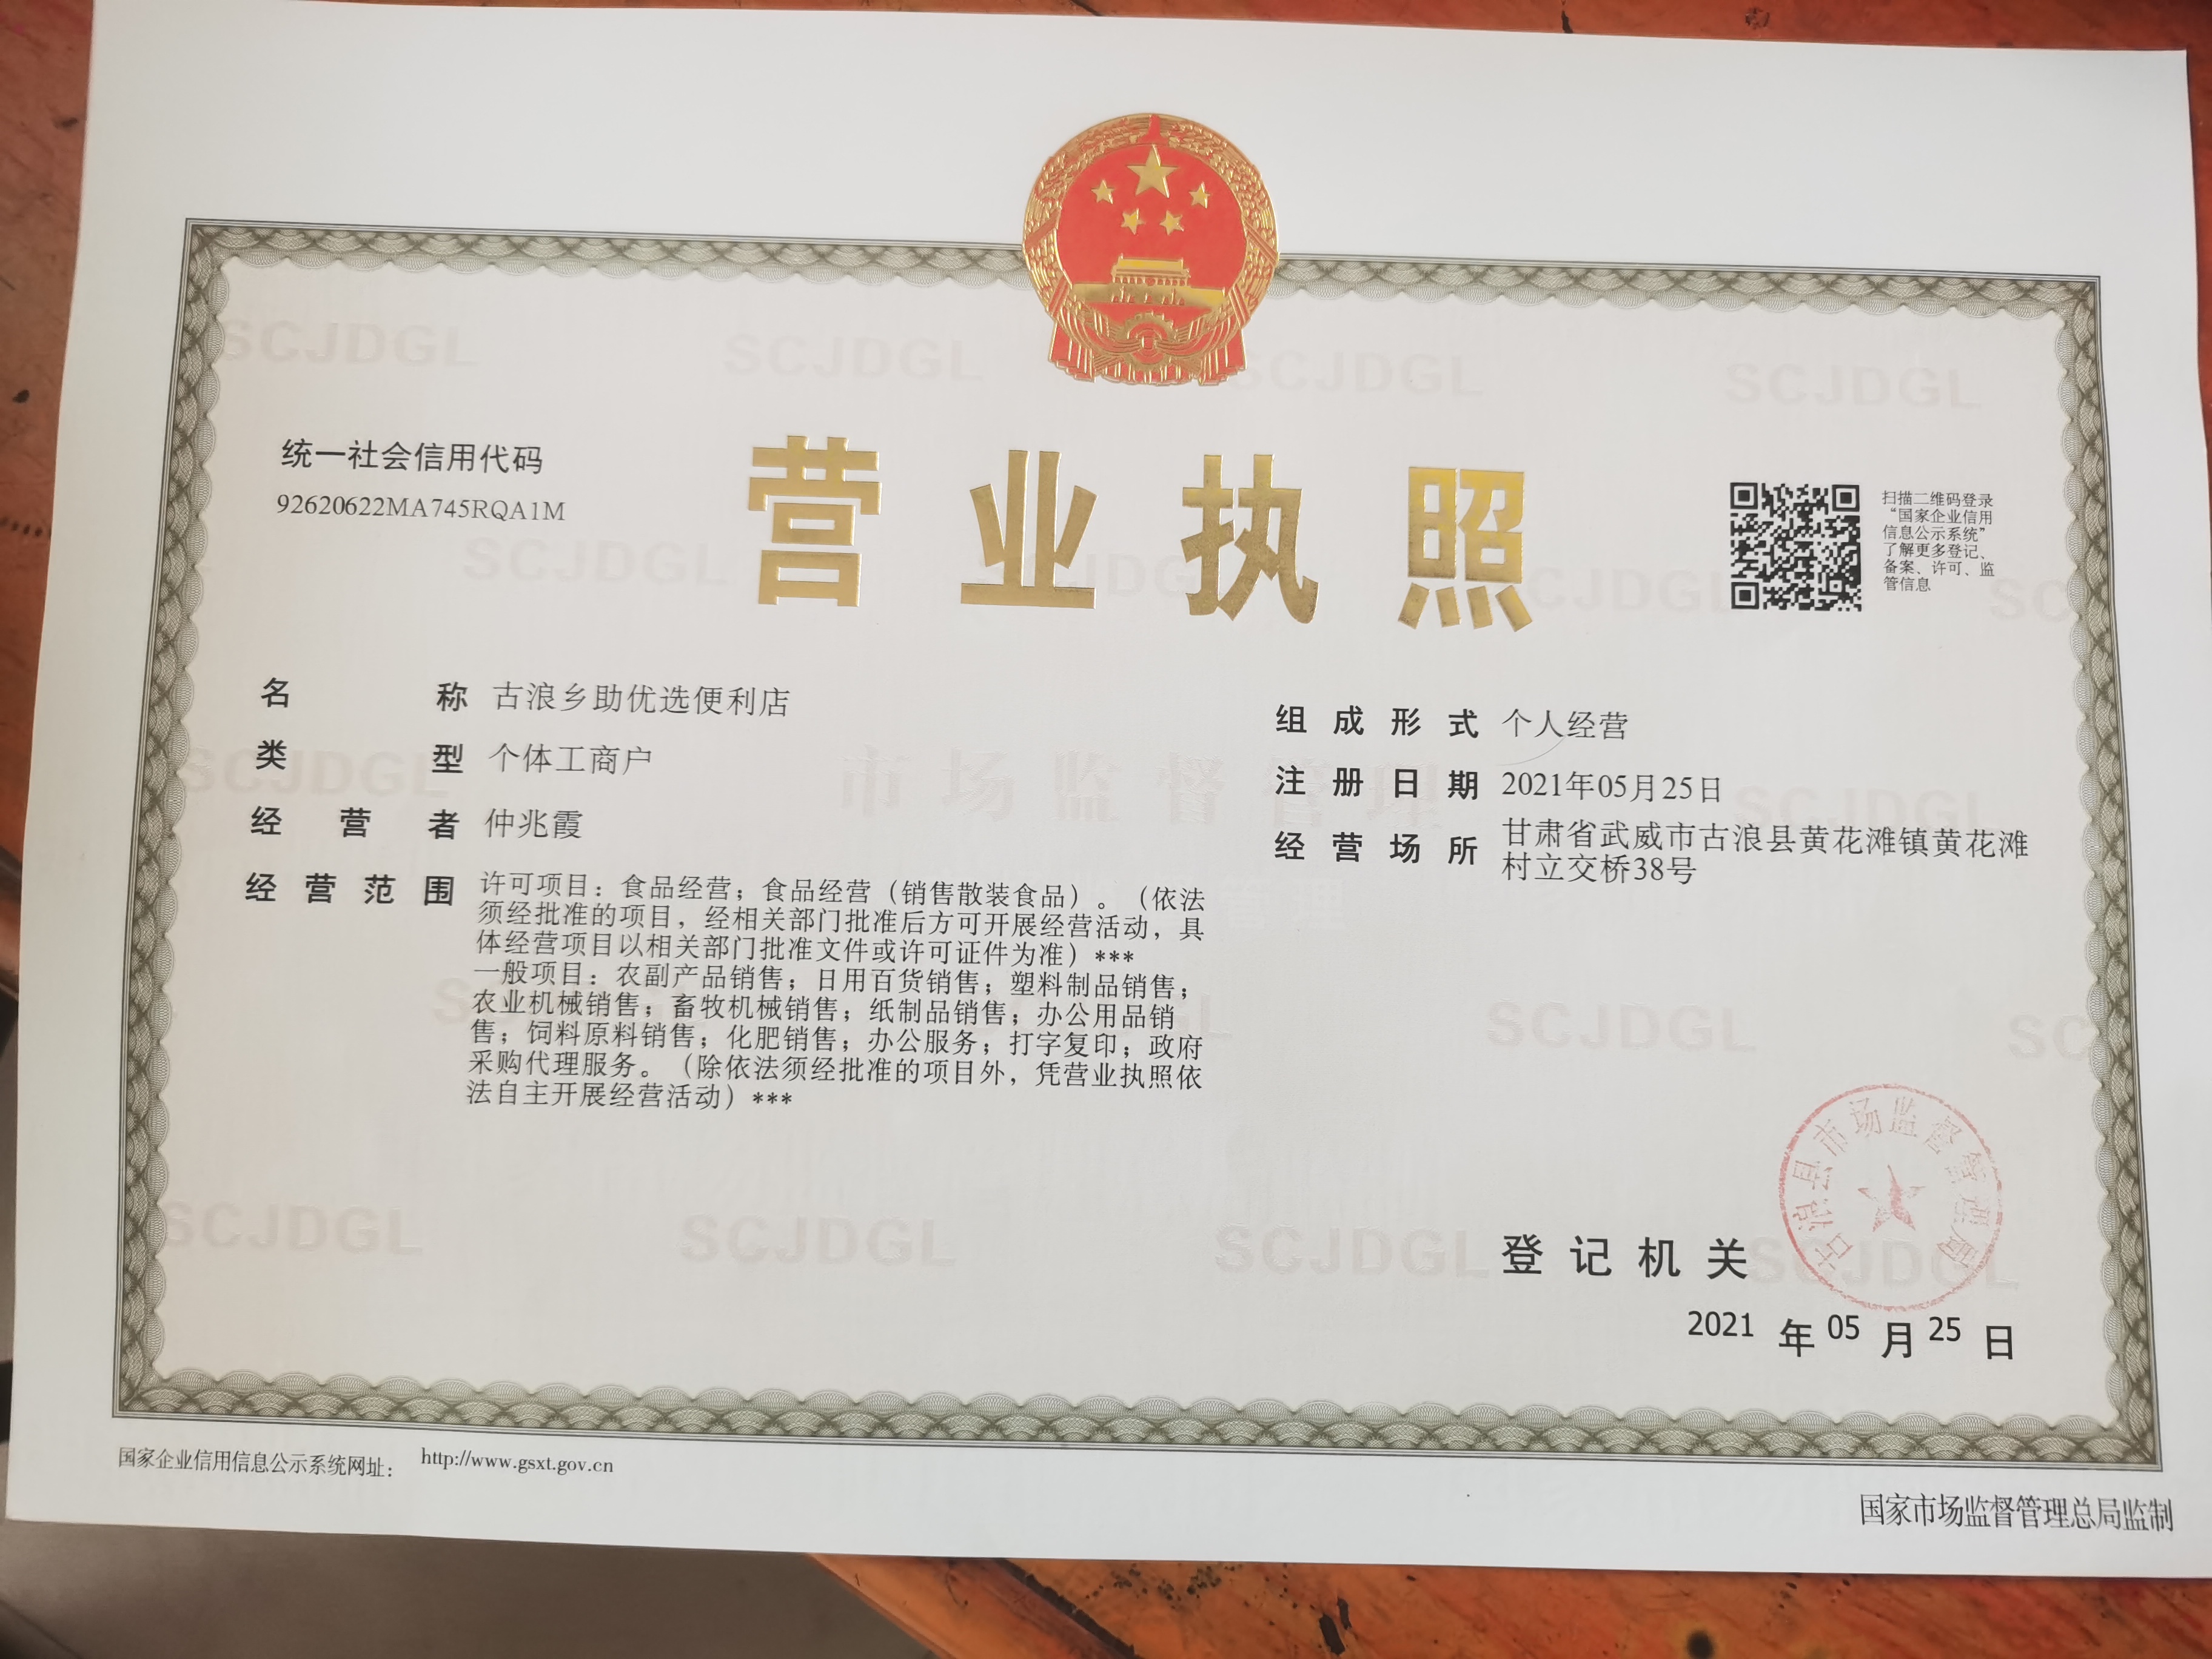 统一社会信用代码
92620622MA745RQA1M
营业执照
扫描二维码登录
“国家企业信用
信息公示系统”
了解更多登记、
备案、许可、监
管信息
名称 古浪乡助优选便利店
类型 个体工商户
经营者 仲兆霞
经营范围 许可项目：食品经营；食品经营（销售散装食品）。（依法
须经批准的项目，经相关部门批准后方可开展经营活动，具
体经营项目以相关部门批准文件或许可证件为准）***
一般项目：农副产品销售；日用百货销售；塑料制品销售；
农业机械销售；畜牧机械销售；纸制品销售；办公用品销
售；饲料原料销售；化肥销售；办公服务；打字复印；政府
采购代理服务。（除依法须经批准的项目外，凭营业执照依
法自主开展经营活动）***
组成形式 个人经营
注册日期 2021年05月25日
经营场所 甘肃省武威市古浪县黄花滩镇黄花滩
村立交桥38号
古浪县市场监督管理局
登记机关
2021年05月25日
国家企业信用信息公示系统网址： http://www.gsxt.gov.cn
国家市场监督管理总局监制
SCJDGL
市场监督管理